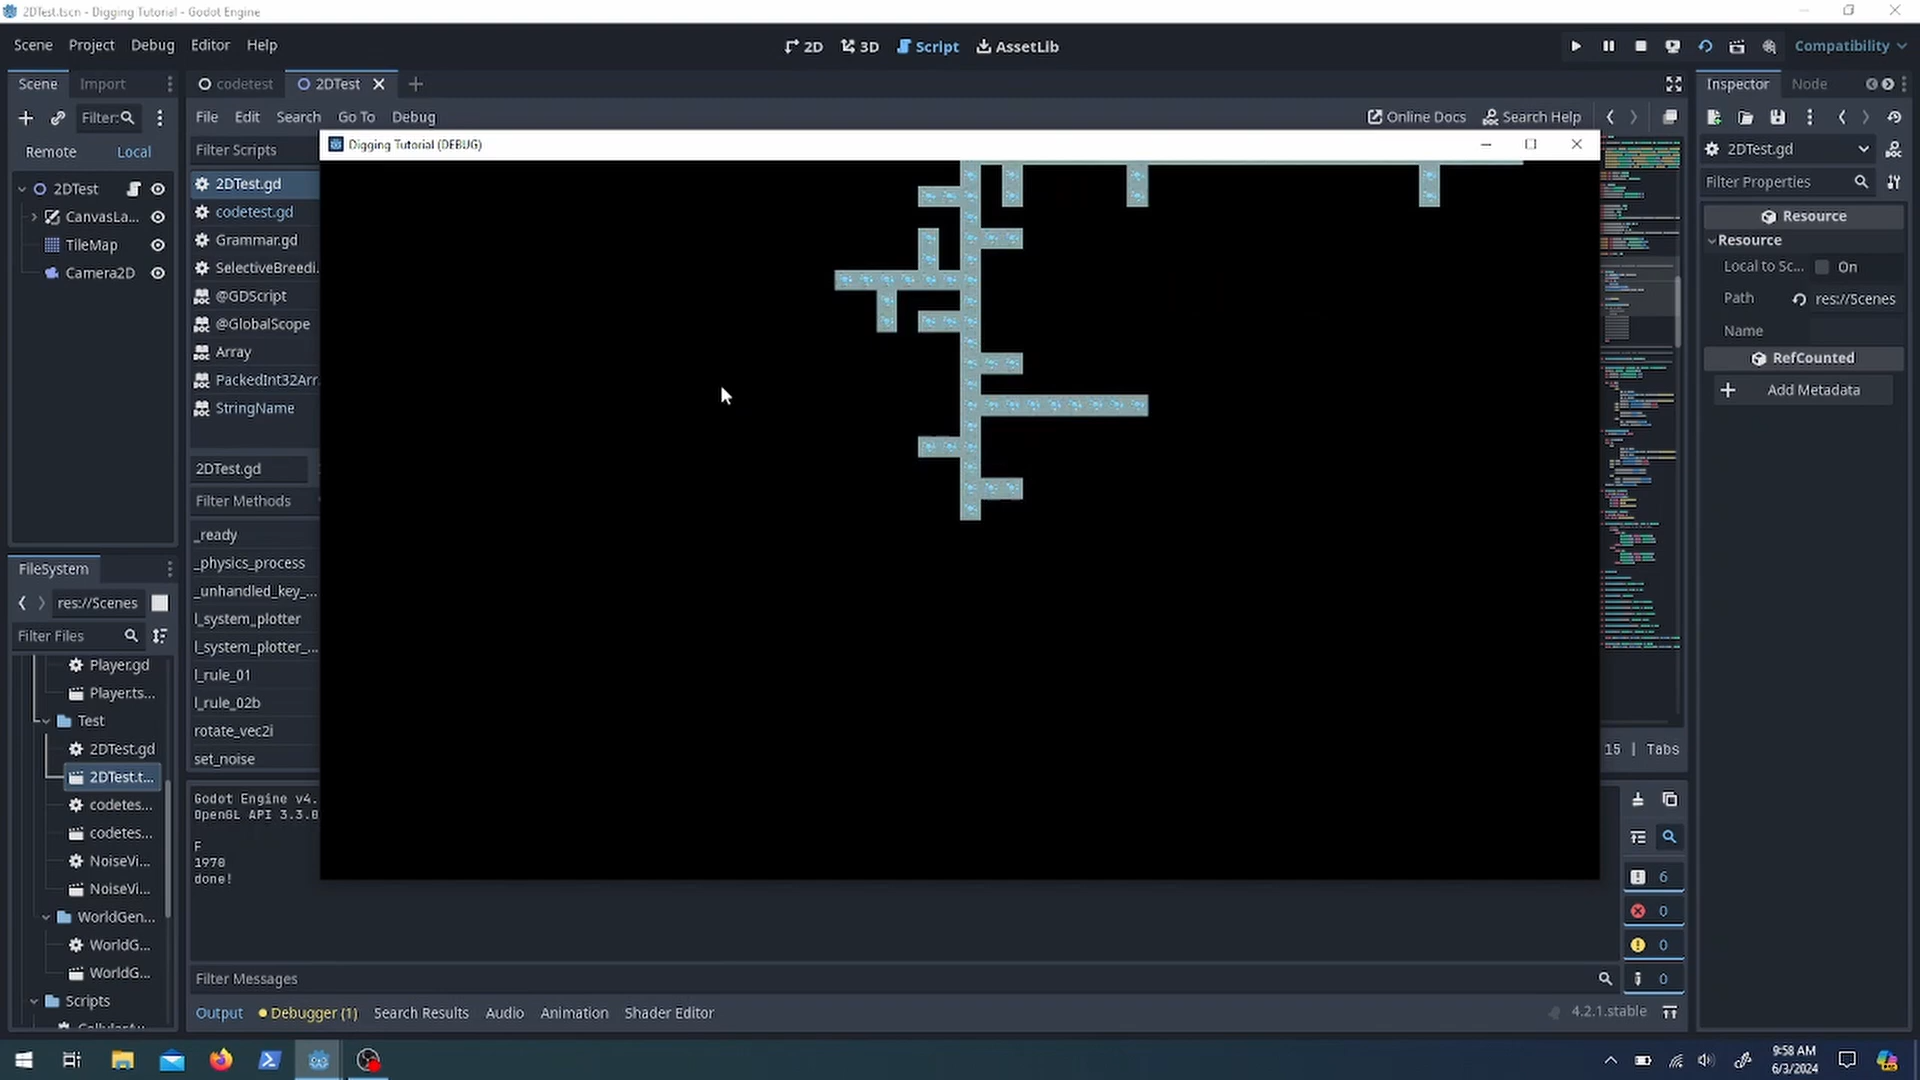 2DTest.tscn - Digging Tutorial - Godot Engine
Scene Project Debug Editor Help
2D 3D Script AssetLib
Compatibility
Scene Import
codetest 2DTest
Inspector Node
Filter:
File Edit Search Go To Debug
Online Docs Search Help
Remote Local
Filter Scripts
Digging Tutorial (DEBUG)
2DTest.gd
Filter Properties
2DTest
CanvasLa...
TileMap
Camera2D
2DTest.gd
codetest.gd
Grammar.gd
SelectiveBreedi.
@GDScript
@GlobalScope
Array
PackedInt32Arr.
StringName
Resource
Resource
Local to Sc... On
Path res://Scenes
Name
RefCounted
Add Metadata
2DTest.gd
Filter Methods
_ready
_physics_process
_unhandled_key_...
l_system_plotter
l_system_plotter_...
l_rule_01
l_rule_02b
rotate_vec2i
set_noise
15 | Tabs
FileSystem
res://Scenes
Filter Files
Player.gd
Player.ts...
Test
2DTest.gd
2DTest.t...
codetes...
codetes...
NoiseVi...
NoiseVi...
WorldGen...
WorldG...
WorldG...
Scripts
Godot Engine v4.
OpenGL API 3.3.0
F
1970
done!
6
0
0
0
Filter Messages
Output Debugger (1) Search Results Audio Animation Shader Editor
4.2.1.stable
9:58 AM
6/3/2024